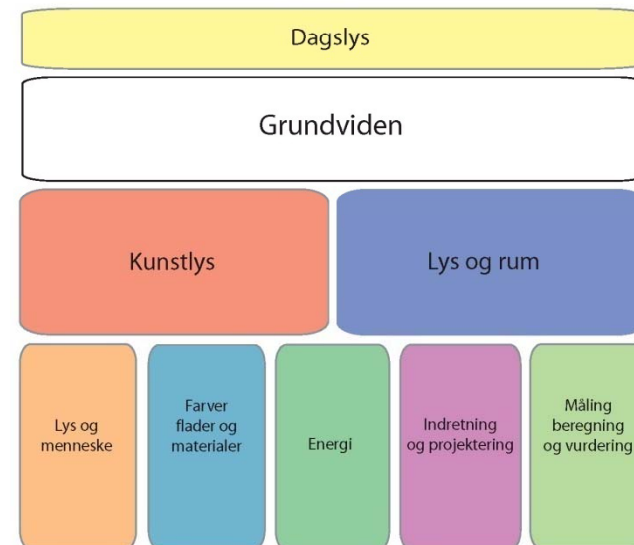 Dagslys
Grundviden
Kunstlys
Lys og rum
Lys og
menneske
Farver
flader og
materialer
Energi
Indretning
og projektering
Måling
beregning
og vurdering